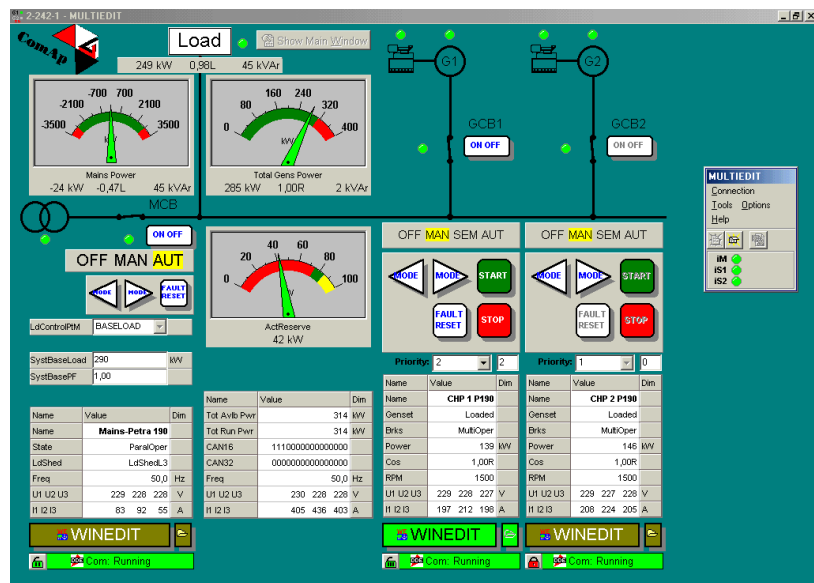 2-242-1 - MULTIEDIT
ComAp
Load
Show Main Window
249 kW 0,98L 45 kVAr
G1
G2
-3500 -2100 -700 700 2100 3500
kW
Mains Power
-24 kW -0,47L 45 kVAr
0 80 160 240 320 400
kW
Total Gens Power
285 kW 1,00R 2 kVAr
GCB1
ON OFF
GCB2
ON OFF
MULTIEDIT
Connection
Tools Options
Help
iM
iS1
iS2
MCB
ON OFF
OFF MAN AUT
MODE MODE FAULT RESET
LdControlPtM BASELOAD
SystBaseLoad 290 kW
SystBasePF 1,00
0 20 40 60 80 100
ActReserve
42 kW
OFF MAN SEM AUT
MODE MODE START
FAULT RESET STOP
Priority: 2 2
OFF MAN SEM AUT
MODE MODE START
FAULT RESET STOP
Priority: 1 0
Name Value Dim
Name Mains-Petra 190
State ParalOper
LdShed LdShedL3
Freq 50,0 Hz
U1 U2 U3 229 228 228 V
I1 I2 I3 83 92 55 A
WINEDIT
Com: Running
Name Value Dim
Tot Avlb Pwr 314 kW
Tot Run Pwr 314 kW
CAN16 1110000000000000
CAN32 0000000000000000
Freq 50,0 Hz
U1 U2 U3 230 228 228 V
I1 I2 I3 405 436 403 A
Name Value Dim
Name CHP 1 P190
Genset Loaded
Brks MultiOper
Power 139 kW
Cos 1,00R
RPM 1500
U1 U2 U3 229 228 227 V
I1 I2 I3 197 212 198 A
WINEDIT
Com: Running
Name Value Dim
Name CHP 2 P190
Genset Loaded
Brks MultiOper
Power 146 kW
Cos 1,00R
RPM 1500
U1 U2 U3 229 227 228 V
I1 I2 I3 208 224 205 A
WINEDIT
Com: Running